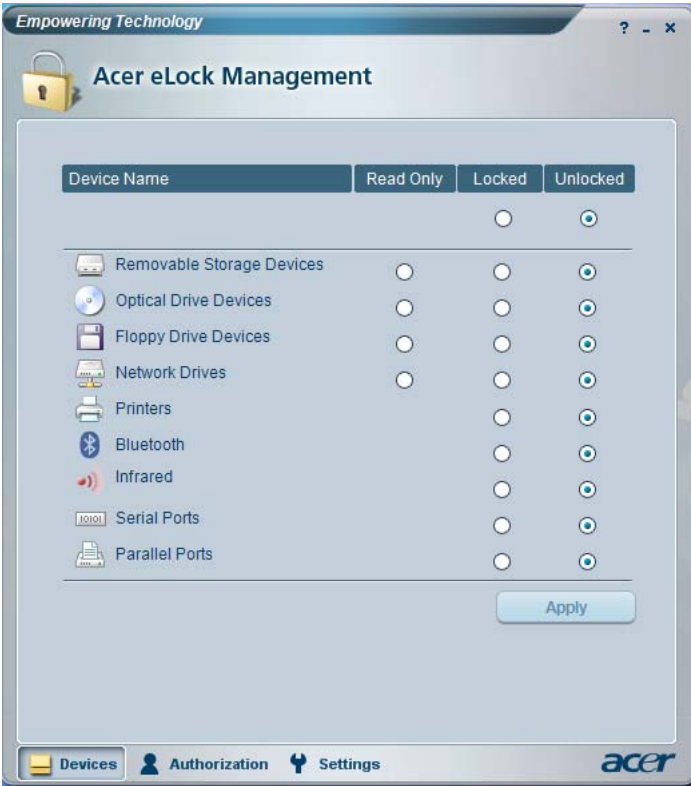 Empowering Technology
? - x
Acer eLock Management
Device Name Read Only Locked Unlocked
Removable Storage Devices
Optical Drive Devices
Floppy Drive Devices
Network Drives
Printers
Bluetooth
Infrared
10101 Serial Ports
Parallel Ports
Apply
Devices Authorization Settings acer